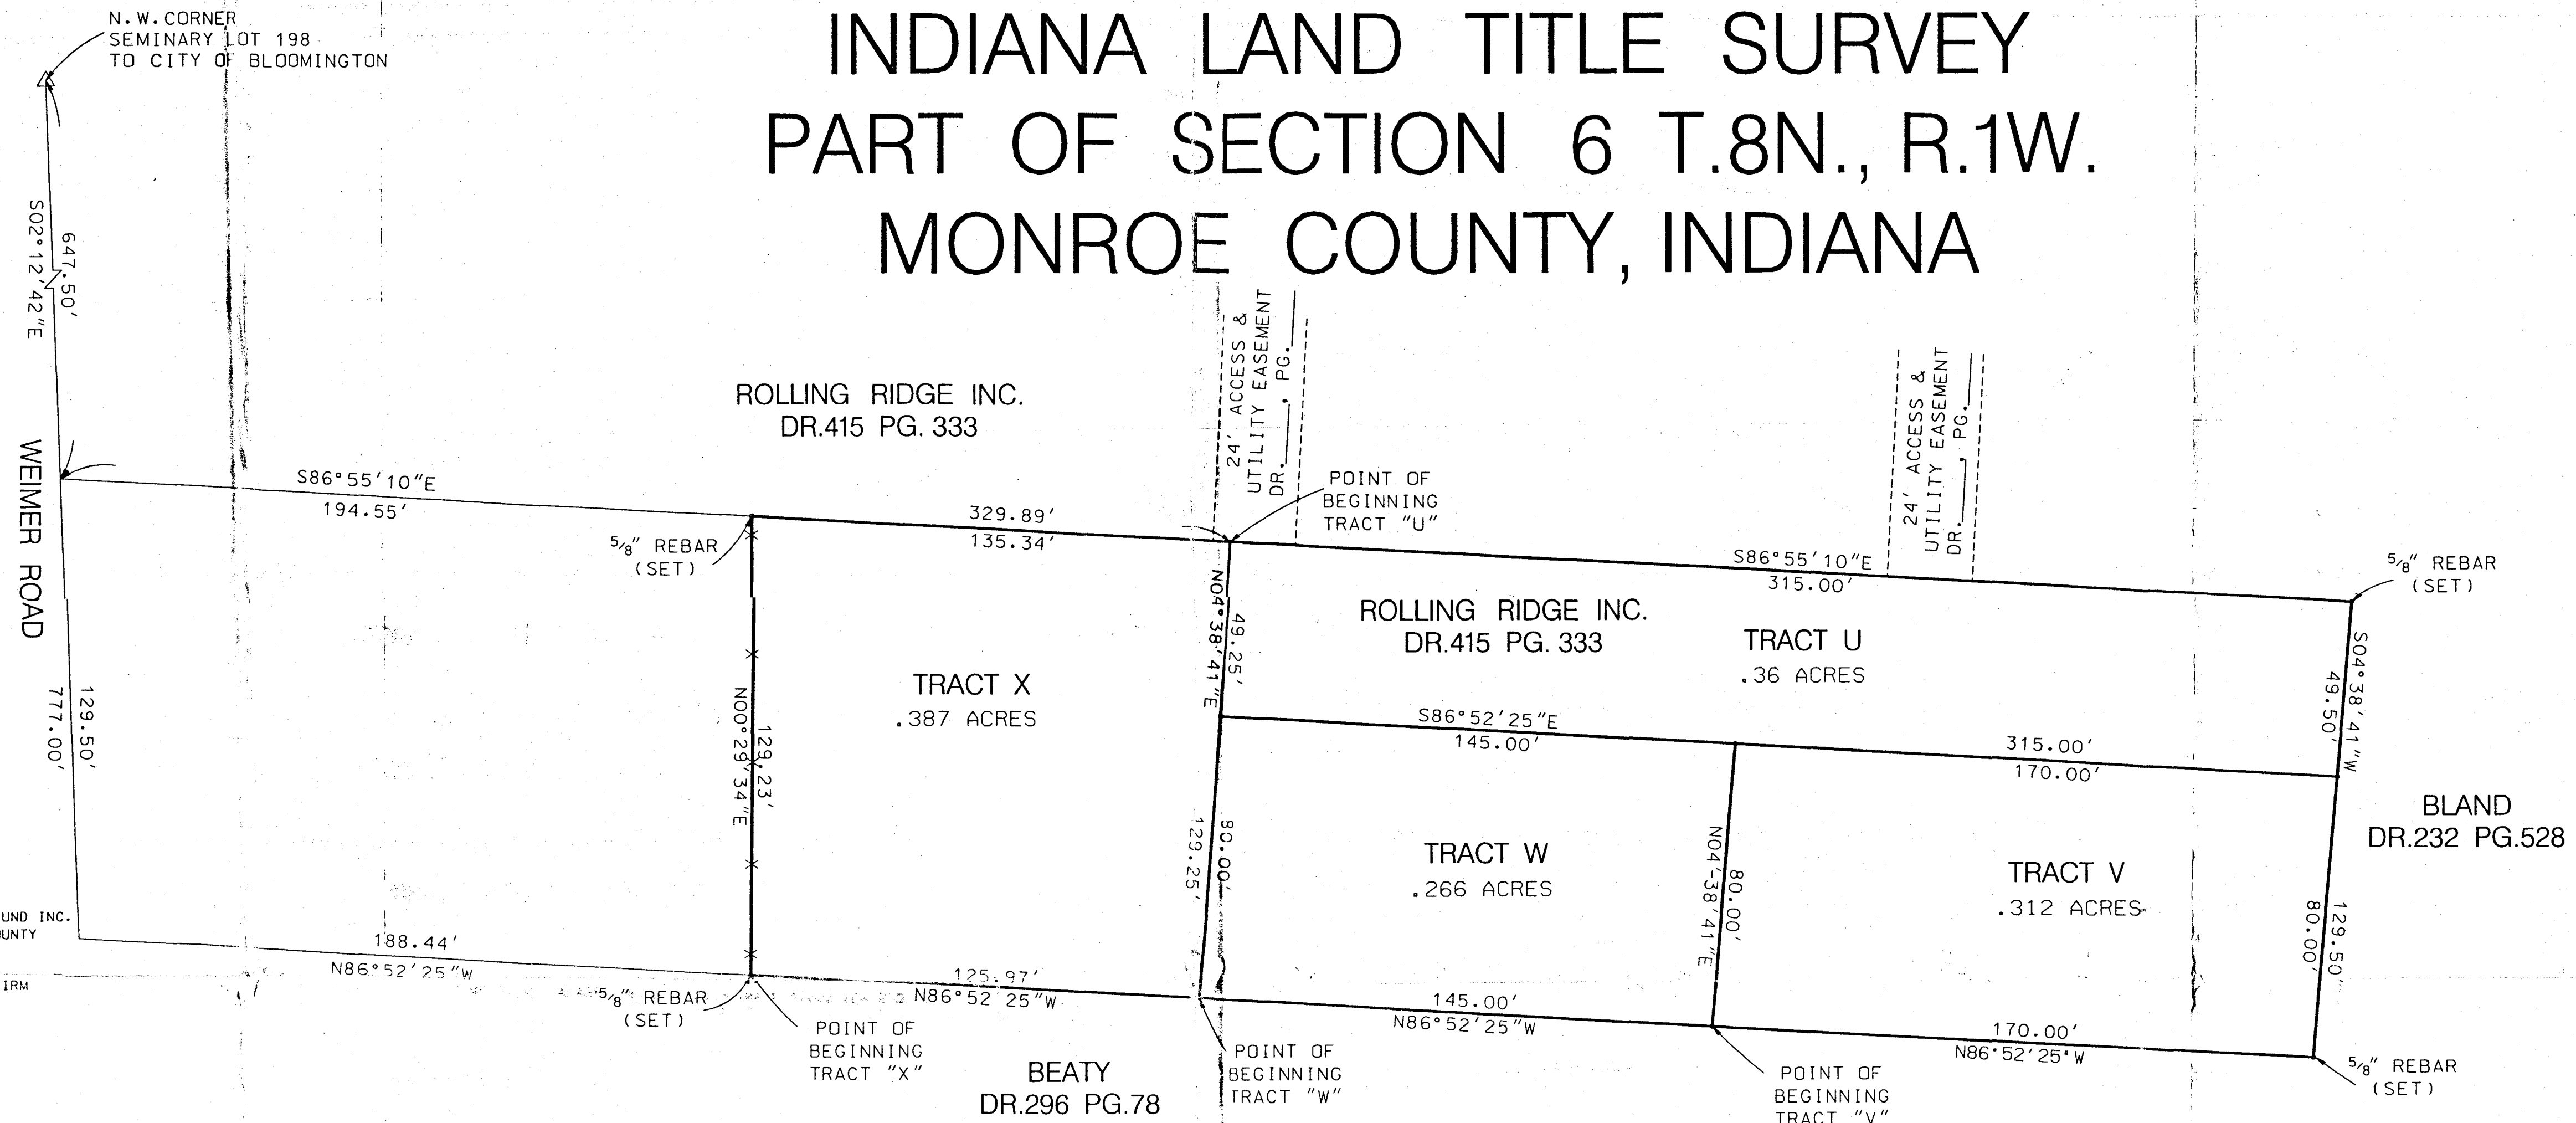 INDIANA LAND TITLE SURVEY
PART OF SECTION 6 T.8N., R.1W.
MONROE COUNTY, INDIANA
N.W.CORNER
SEMINARY LOT 198
TO CITY OF BLOOMINGTON
647.50'
S02°12'42"E
WEIMER ROAD
129.50'
777.00'
ROLLING RIDGE INC.
DR.415 PG. 333
24' ACCESS &
UTILITY EASEMENT
DR.____, PG.____
24' ACCESS &
UTILITY EASEMENT
DR.____, PG.____
S86°55'10"E
194.55'
5/8" REBAR
(SET)
329.89'
135.34'
POINT OF
BEGINNING
TRACT "U"
S86°55'10"E
315.00'
5/8" REBAR
(SET)
N04°38'41"E
49.25'
ROLLING RIDGE INC.
DR.415 PG. 333
TRACT U
.36 ACRES
S04°38'41"W
49.50'
TRACT X
.387 ACRES
N00°29'34"E
129.23'
S86°52'25"E
145.00'
315.00'
170.00'
BLAND
DR.232 PG.528
80.00'
129.25'
TRACT W
.266 ACRES
N04°-38'41"E
80.00'
TRACT V
.312 ACRES
129.50'
80.00'
UND INC.
UNTY
IRM
188.44'
N86°52'25"W
5/8" REBAR
(SET)
125.97'
N86°52'25"W
145.00'
N86°52'25"W
170.00'
N86°52'25"W
POINT OF
BEGINNING
TRACT "X"
BEATY
DR.296 PG.78
POINT OF
BEGINNING
TRACT "W"
POINT OF
BEGINNING
TRACT "V"
5/8" REBAR
(SET)